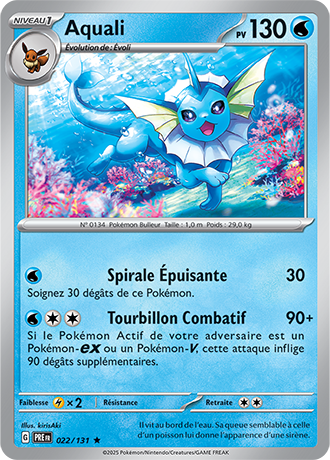 NIVEAU 1
Aquali
PV 130
Évolution de : Évoli
N° 0134 Pokémon Bulleur Taille : 1,0 m Poids : 29,0 kg
Spirale Épuisante 30
Soignez 30 dégâts de ce Pokémon.
Tourbillon Combatif 90+
Si le Pokémon Actif de votre adversaire est un
Pokémon-ex ou un Pokémon-V, cette attaque inflige
90 dégâts supplémentaires.
Faiblesse ×2 Résistance Retraite
Illus. kirisAki
G PRE FR 022/131 ★
Il vit au bord de l'eau. Sa queue semblable à celle
d'un poisson lui donne l'apparence d'une sirène.
©2025 Pokémon/Nintendo/Creatures/GAME FREAK